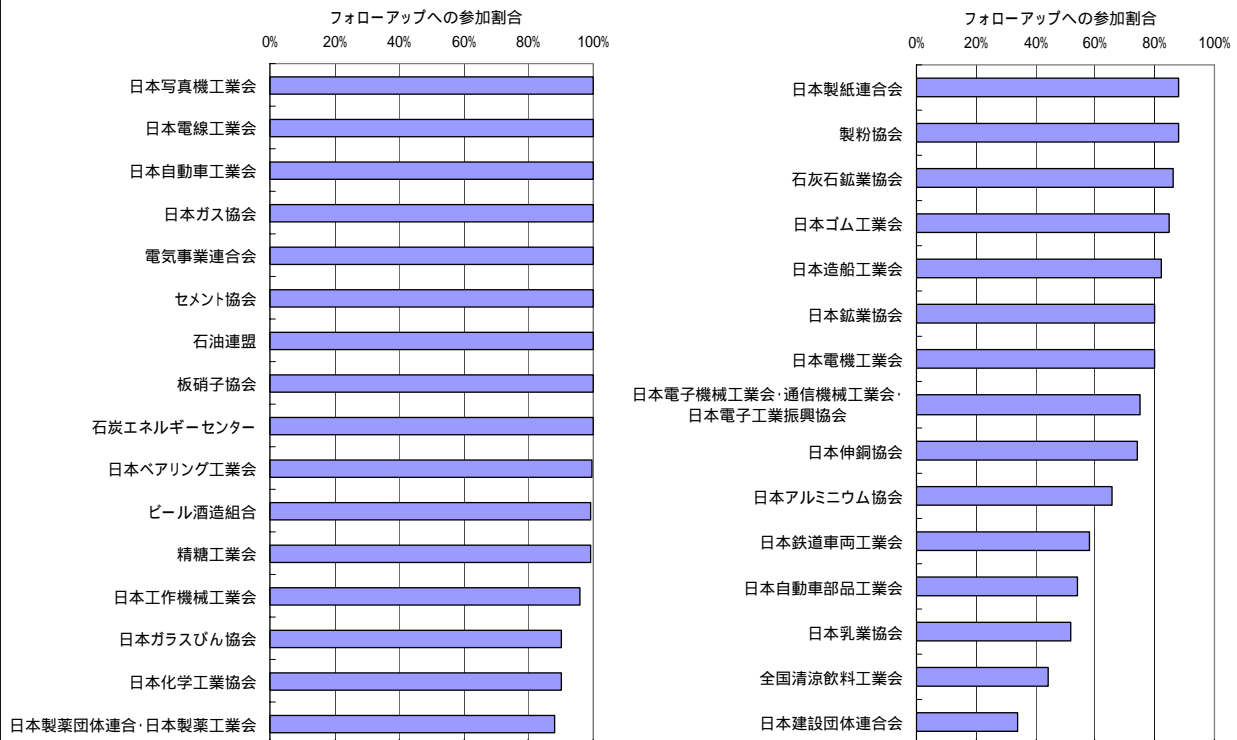 フォローアップへの参加割合
0% 20% 40% 60% 80% 100%
日本写真機工業会
日本電線工業会
日本自動車工業会
日本ガス協会
電気事業連合会
セメント協会
石油連盟
板硝子協会
石炭エネルギーセンター
日本ベアリング工業会
ビール酒造組合
精糖工業会
日本工作機械工業会
日本ガラスびん協会
日本化学工業協会
日本製薬団体連合･日本製薬工業会
フォローアップへの参加割合
0% 20% 40% 60% 80% 100%
日本製紙連合会
製粉協会
石灰石鉱業協会
日本ゴム工業会
日本造船工業会
日本鉱業協会
日本電機工業会
日本電子機械工業会･通信機械工業会･
日本電子工業振興協会
日本伸銅協会
日本アルミニウム協会
日本鉄道車両工業会
日本自動車部品工業会
日本乳業協会
全国清涼飲料工業会
日本建設団体連合会